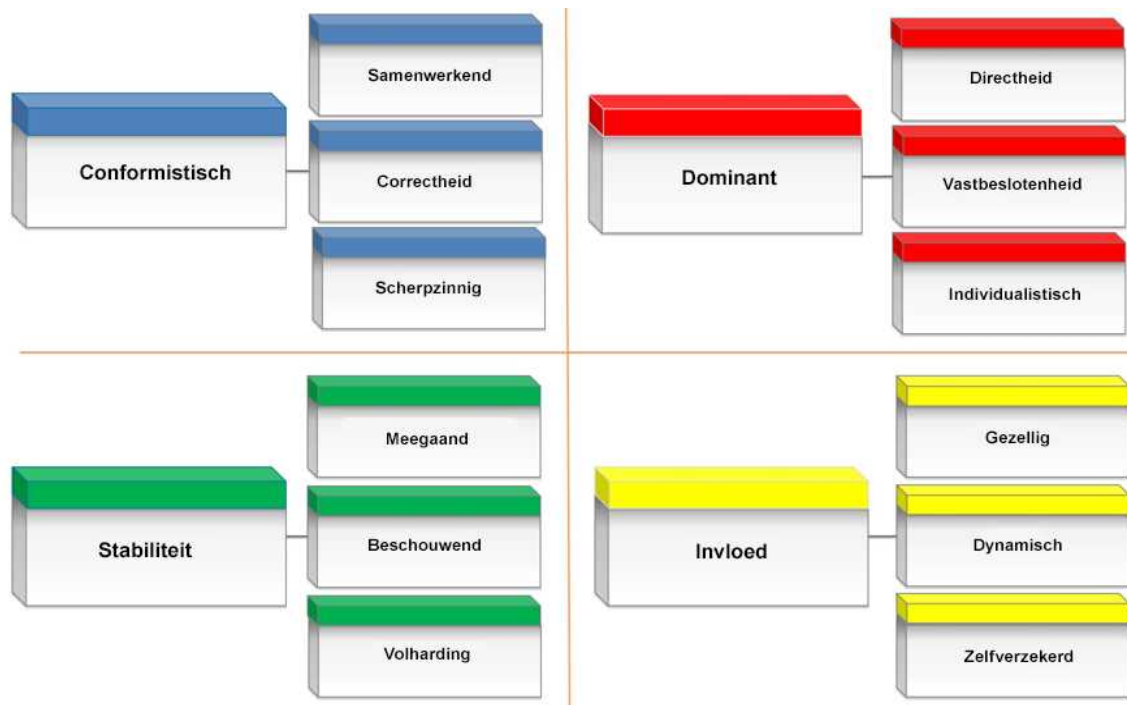 Conformistisch
Samenwerkend
Correctheid
Scherpzinnig
Dominant
Directheid
Vastbeslotenheid
Individualistisch
Stabiliteit
Meegaand
Beschouwend
Volharding
Invloed
Gezellig
Dynamisch
Zelfverzekerd